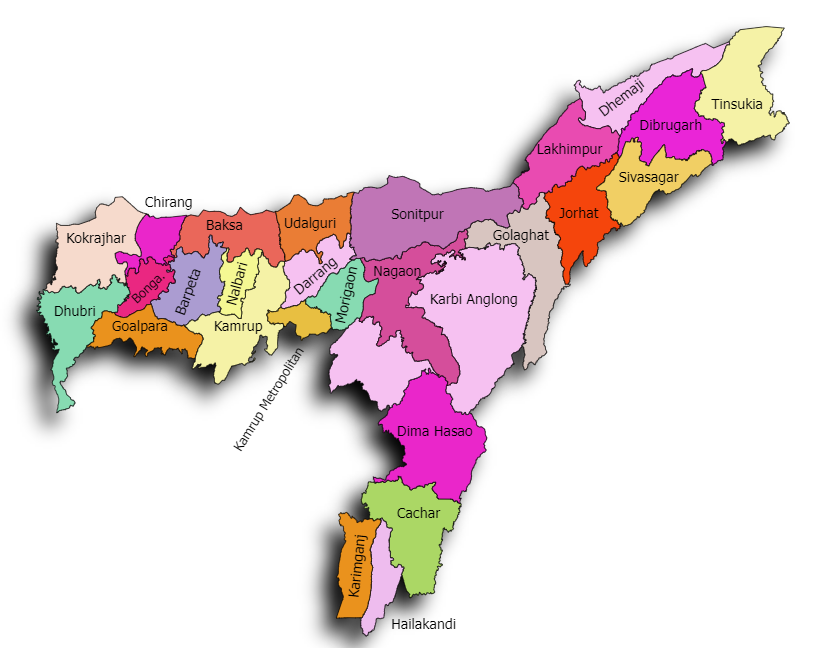 Tinsukia
Dhemaji
Dibrugarh
Lakhimpur
Sivasagar
Chirang
Jorhat
Sonitpur
Udalguri
Baksa
Kokrajhar
Golaghat
Nagaon
Darrang
Nalbari
Barpeta
Bonga.
Morigaon
Karbi Anglong
Dhubri
Goalpara
Kamrup
Kamrup Metropolitan
Dima Hasao
Cachar
Karimganj
Hailakandi